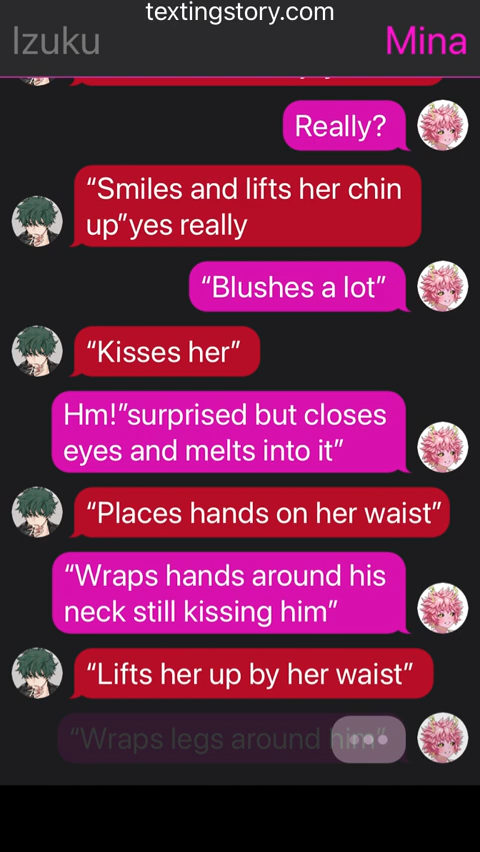 textingstory.com
Izuku
Mina
Really?
“Smiles and lifts her chin
up”yes really
“Blushes a lot”
“Kisses her”
Hm!”surprised but closes
eyes and melts into it”
“Places hands on her waist”
“Wraps hands around his
neck still kissing him”
“Lifts her up by her waist”
“Wraps legs around him”